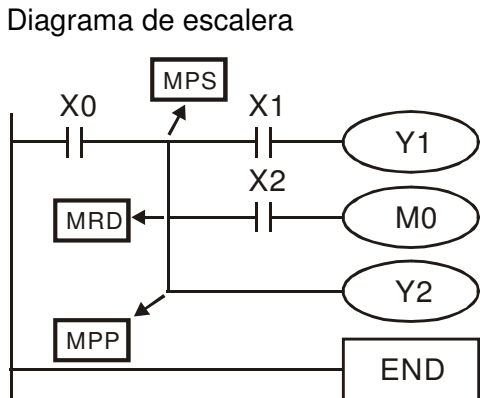 Diagrama de escalera
MPS
X0
X1
Y1
X2
MRD
M0
Y2
MPP
END